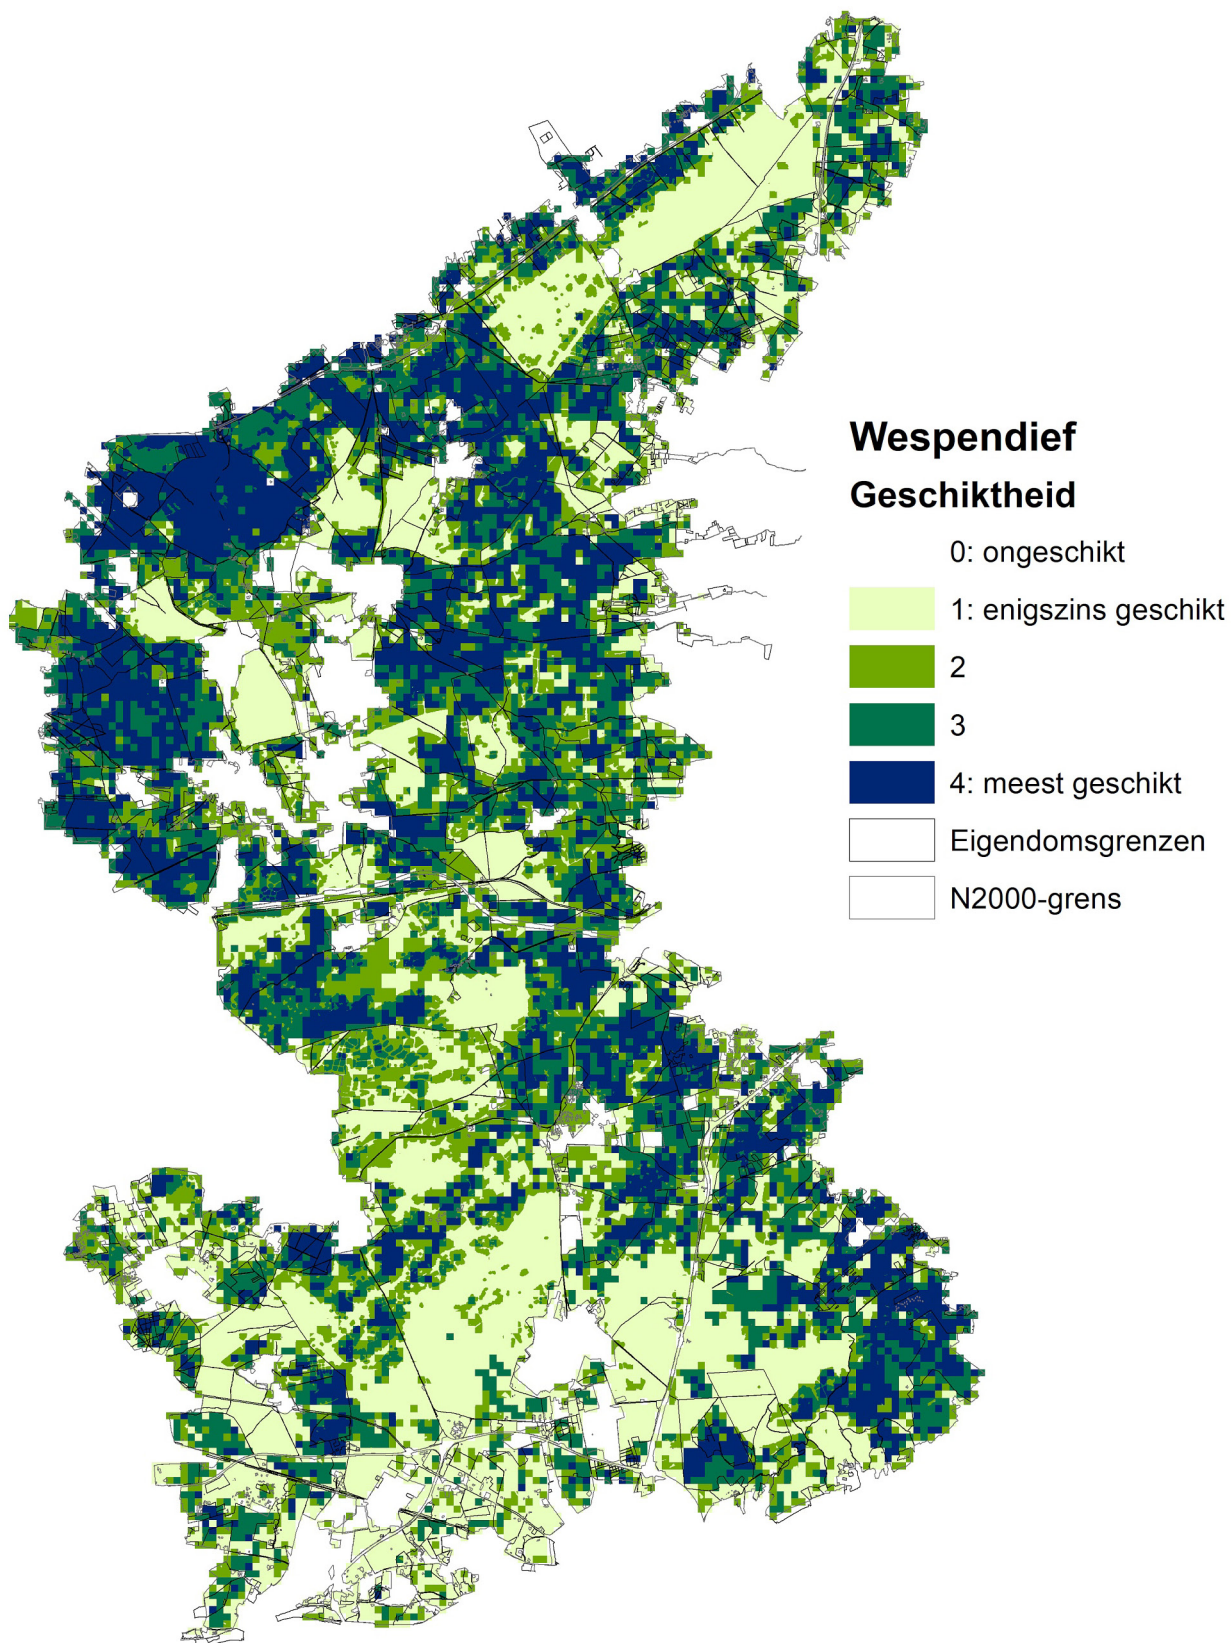 Wespendief
Geschiktheid
0: ongeschikt
1: enigszins geschikt
2
3
4: meest geschikt
Eigendomsgrenzen
N2000-grens